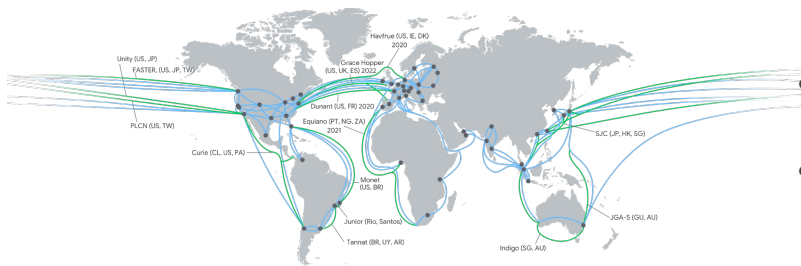 Havfrue (US, IE, DK)
2020
Unity (US, JP)
FASTER, (US, JP, TW)
Grace Hopper
(US, UK, ES) 2022
Dunant (US, FR) 2020
Equiano (PT, NG, ZA)
2021
PLCN (US, TW)
SJC (JP, HK, SG)
Curie (CL, US, PA)
Monet
(US, BR)
Junior (Rio, Santos)
JGA-S (GU, AU)
Tannat (BR, UY, AR)
Indigo (SG, AU)